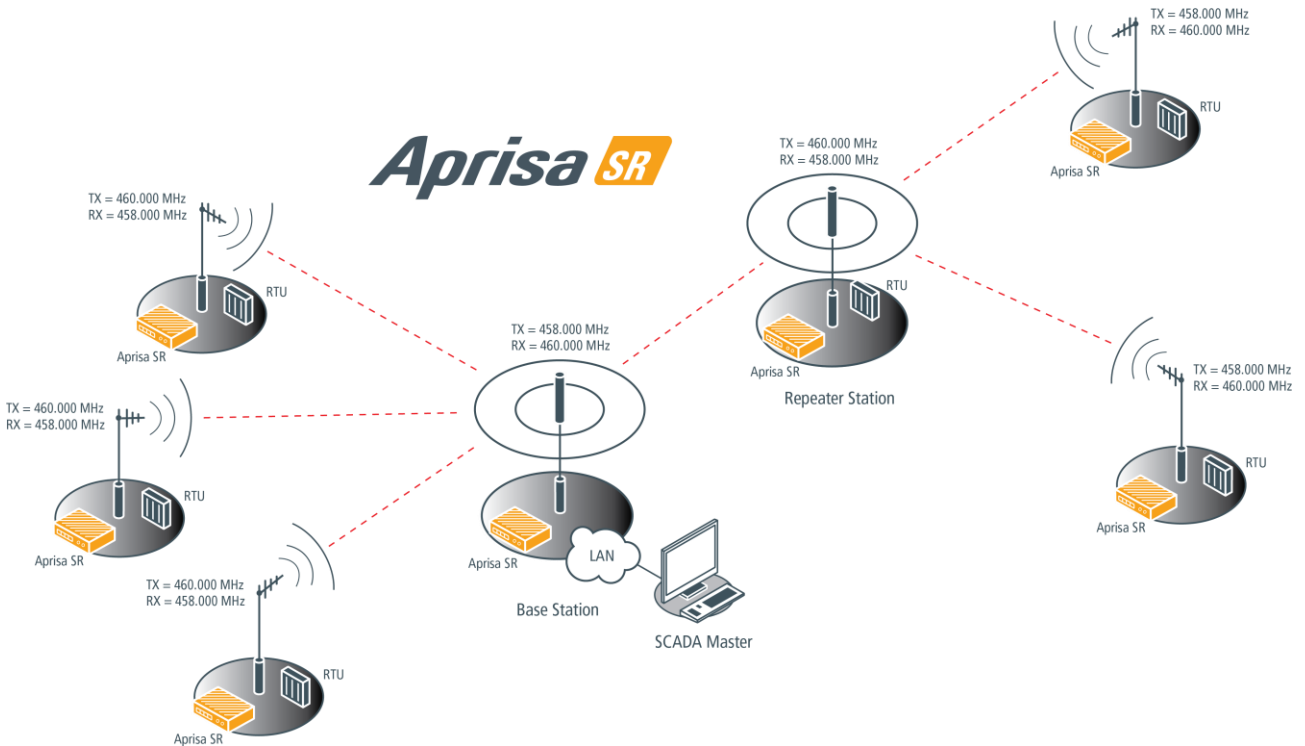 TX = 458.000 MHz
RX = 460.000 MHz
RTU
Aprisa SR
Aprisa SR
TX = 460.000 MHz
RX = 458.000 MHz
RTU
Aprisa SR
Repeater Station
TX = 460.000 MHz
RX = 458.000 MHz
RTU
Aprisa SR
TX = 458.000 MHz
RX = 460.000 MHz
Aprisa SR
LAN
Base Station
SCADA Master
TX = 458.000 MHz
RX = 460.000 MHz
RTU
Aprisa SR
TX = 460.000 MHz
RX = 458.000 MHz
RTU
Aprisa SR
TX = 460.000 MHz
RX = 458.000 MHz
RTU
Aprisa SR